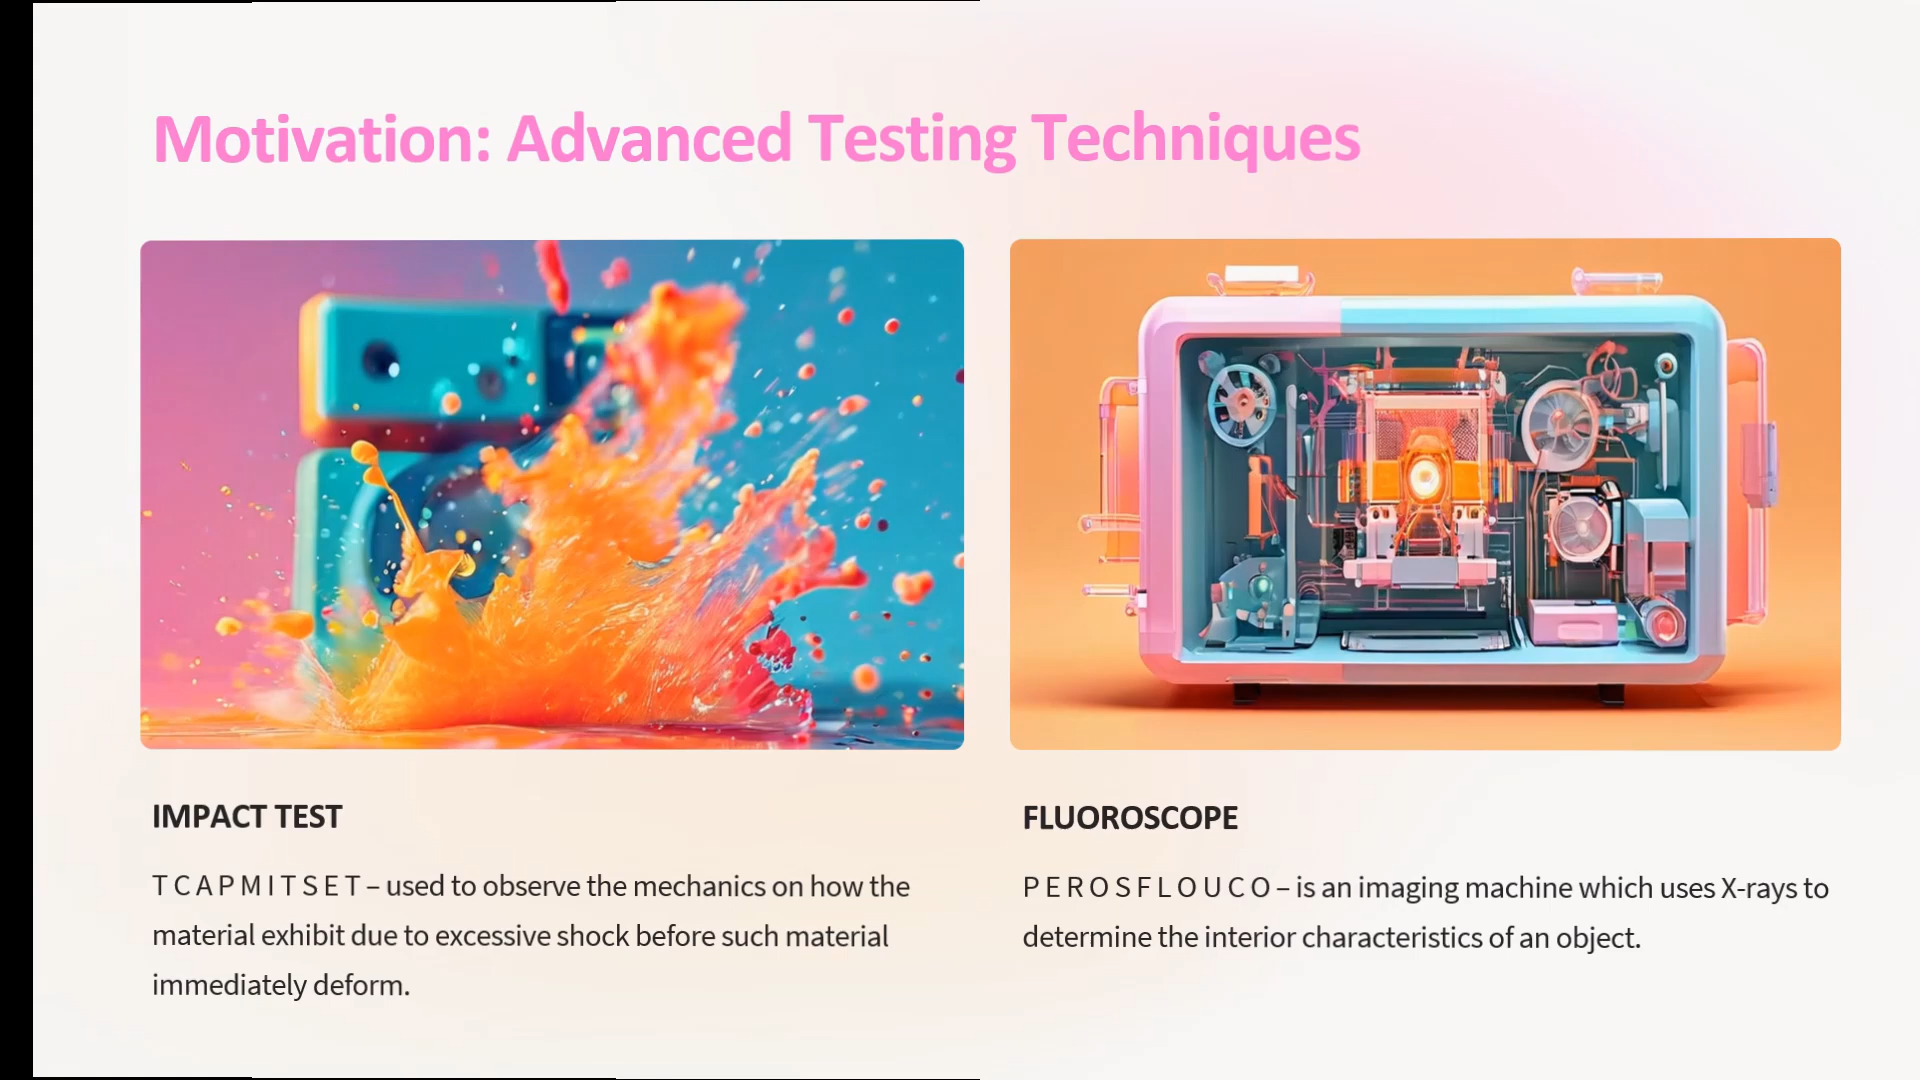 Motivation: Advanced Testing Techniques
IMPACT TEST
T C A P M I T S E T – used to observe the mechanics on how the
material exhibit due to excessive shock before such material
immediately deform.
FLUOROSCOPE
P E R O S F L O U C O – is an imaging machine which uses X-rays to
determine the interior characteristics of an object.